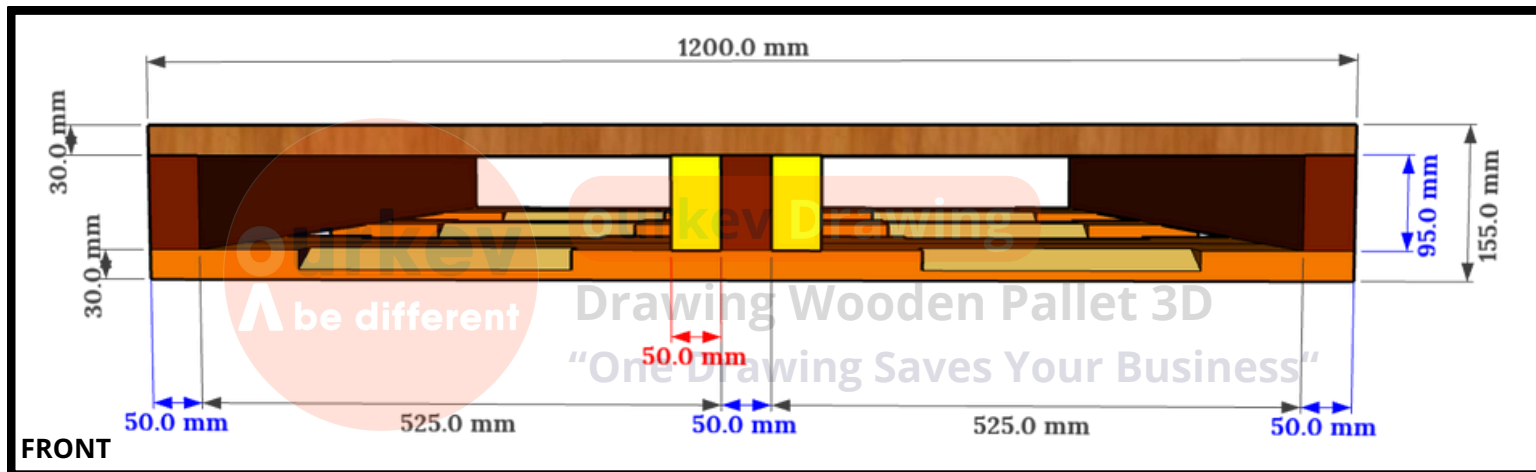 1200.0 mm
30.0 mm
95.0 mm
155.0 mm
30.0 mm
ourkev
ourkev Drawing
Λ be different
Drawing Wooden Pallet 3D
50.0 mm
“One Drawing Saves Your Business“
50.0 mm
525.0 mm
50.0 mm
525.0 mm
50.0 mm
FRONT